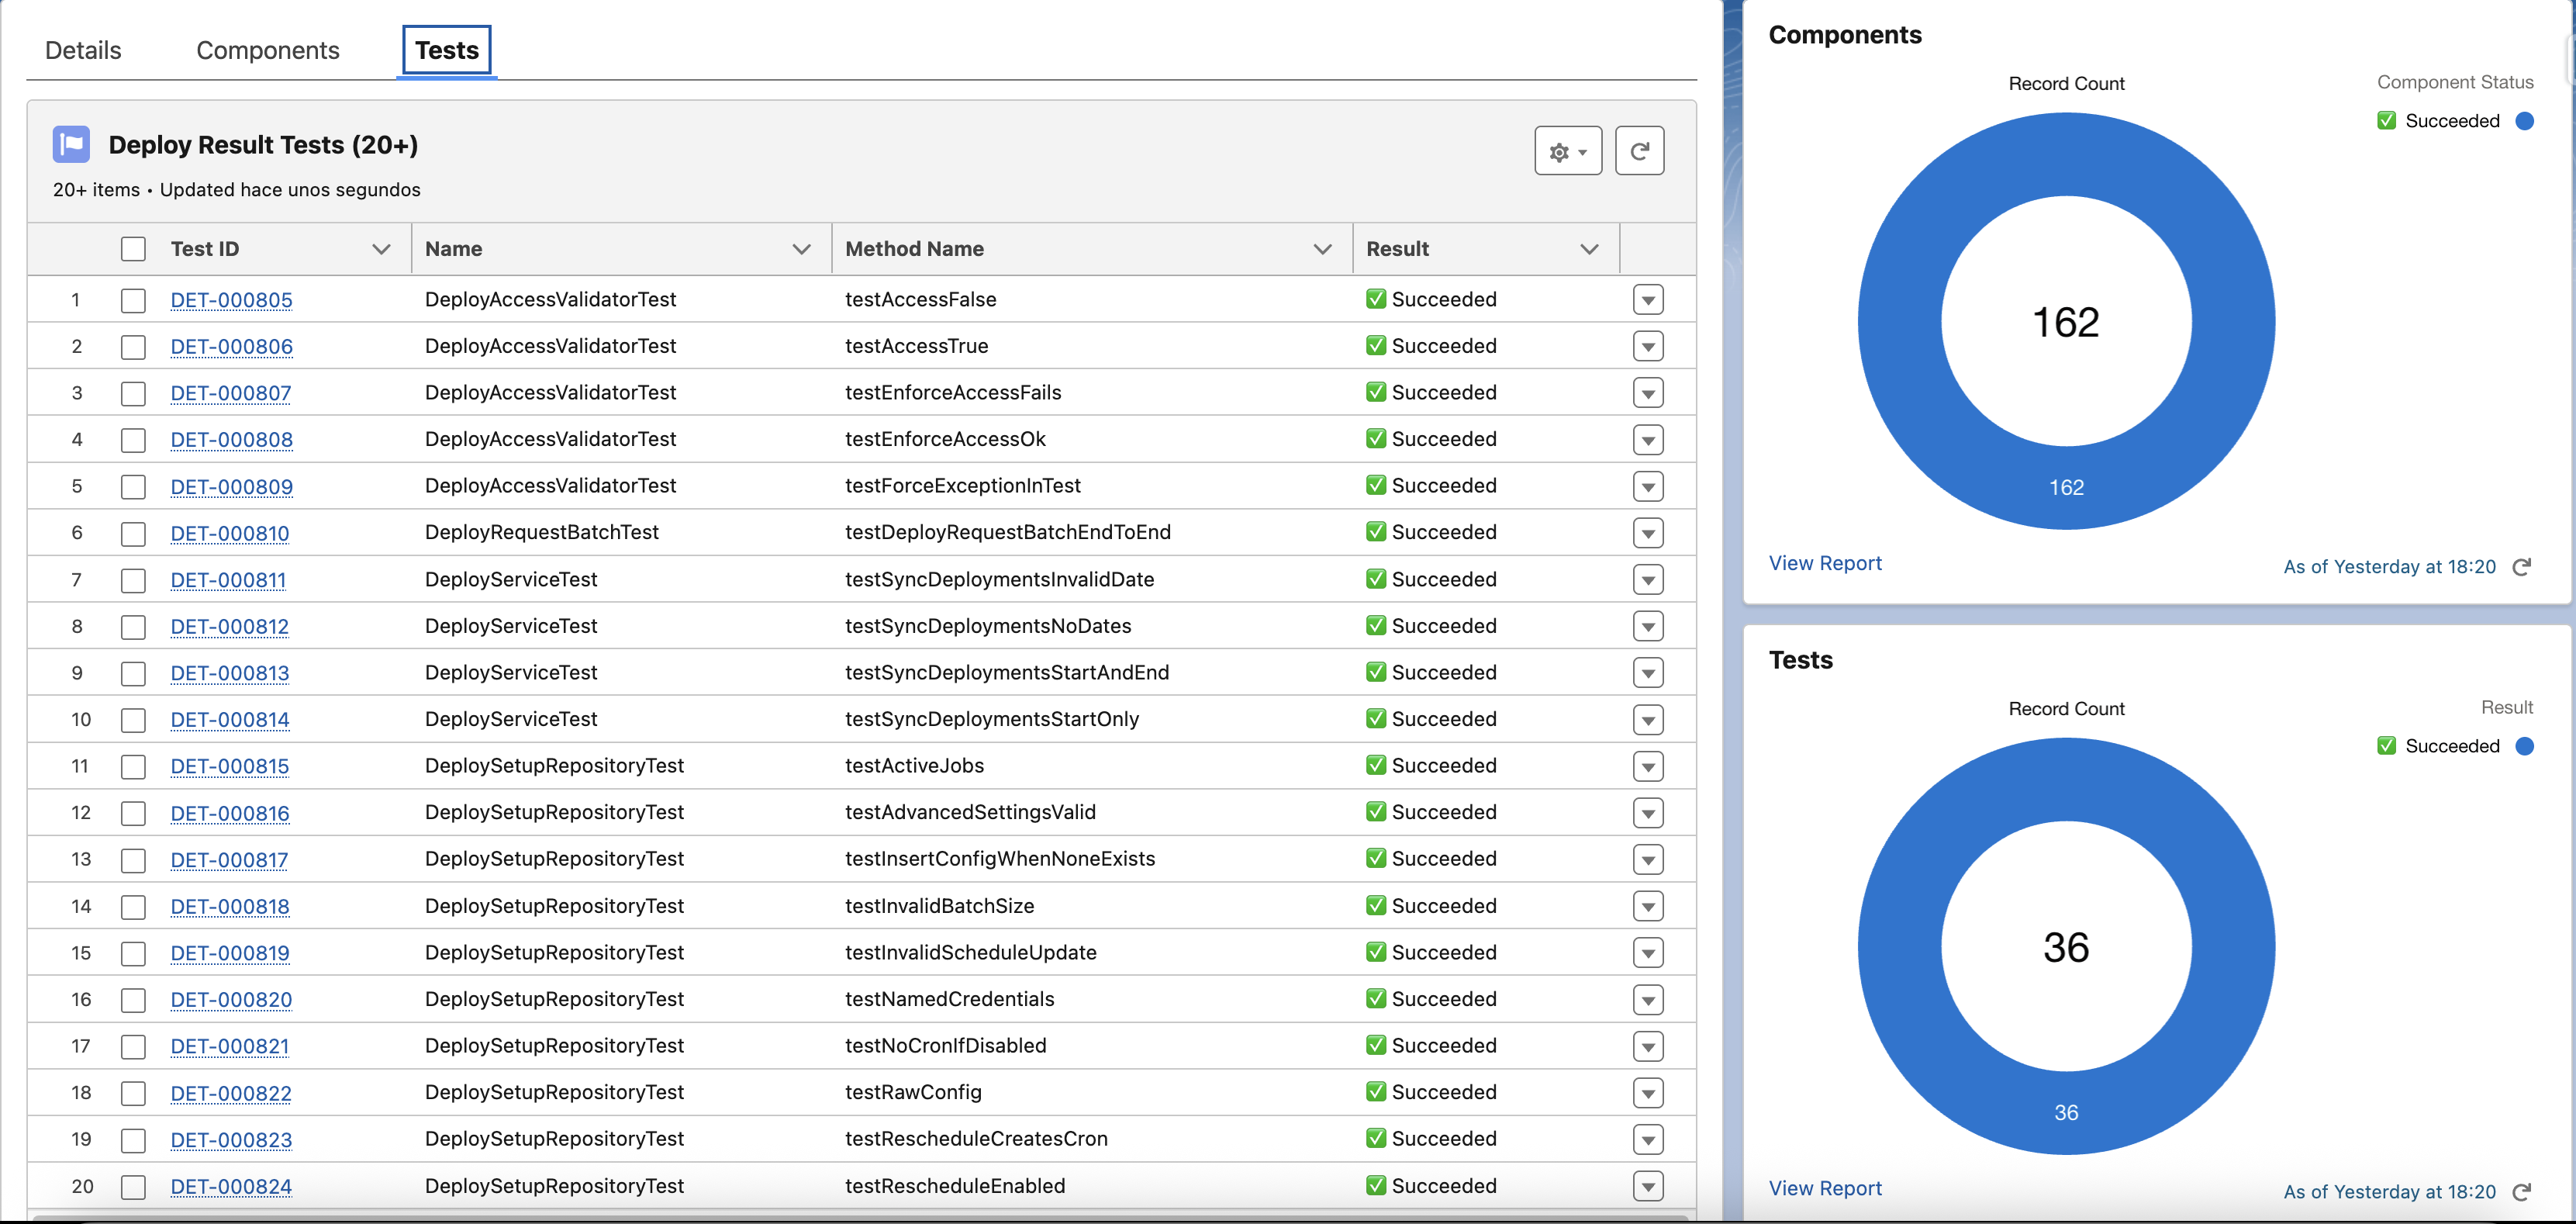 Details Components Tests
Deploy Result Tests (20+)
20+ items • Updated hace unos segundos
Test ID Name Method Name Result
1 DET-000805 DeployAccessValidatorTest testAccessFalse ✅ Succeeded
2 DET-000806 DeployAccessValidatorTest testAccessTrue ✅ Succeeded
3 DET-000807 DeployAccessValidatorTest testEnforceAccessFails ✅ Succeeded
4 DET-000808 DeployAccessValidatorTest testEnforceAccessOk ✅ Succeeded
5 DET-000809 DeployAccessValidatorTest testForceExceptionInTest ✅ Succeeded
6 DET-000810 DeployRequestBatchTest testDeployRequestBatchEndToEnd ✅ Succeeded
7 DET-000811 DeployServiceTest testSyncDeploymentsInvalidDate ✅ Succeeded
8 DET-000812 DeployServiceTest testSyncDeploymentsNoDates ✅ Succeeded
9 DET-000813 DeployServiceTest testSyncDeploymentsStartAndEnd ✅ Succeeded
10 DET-000814 DeployServiceTest testSyncDeploymentsStartOnly ✅ Succeeded
11 DET-000815 DeploySetupRepositoryTest testActiveJobs ✅ Succeeded
12 DET-000816 DeploySetupRepositoryTest testAdvancedSettingsValid ✅ Succeeded
13 DET-000817 DeploySetupRepositoryTest testInsertConfigWhenNoneExists ✅ Succeeded
14 DET-000818 DeploySetupRepositoryTest testInvalidBatchSize ✅ Succeeded
15 DET-000819 DeploySetupRepositoryTest testInvalidScheduleUpdate ✅ Succeeded
16 DET-000820 DeploySetupRepositoryTest testNamedCredentials ✅ Succeeded
17 DET-000821 DeploySetupRepositoryTest testNoCronIfDisabled ✅ Succeeded
18 DET-000822 DeploySetupRepositoryTest testRawConfig ✅ Succeeded
19 DET-000823 DeploySetupRepositoryTest testRescheduleCreatesCron ✅ Succeeded
20 DET-000824 DeploySetupRepositoryTest testRescheduleEnabled ✅ Succeeded
Components
Record Count
Component Status
✅ Succeeded
162
162
View Report
As of Yesterday at 18:20
Tests
Record Count
Result
✅ Succeeded
36
36
View Report
As of Yesterday at 18:20